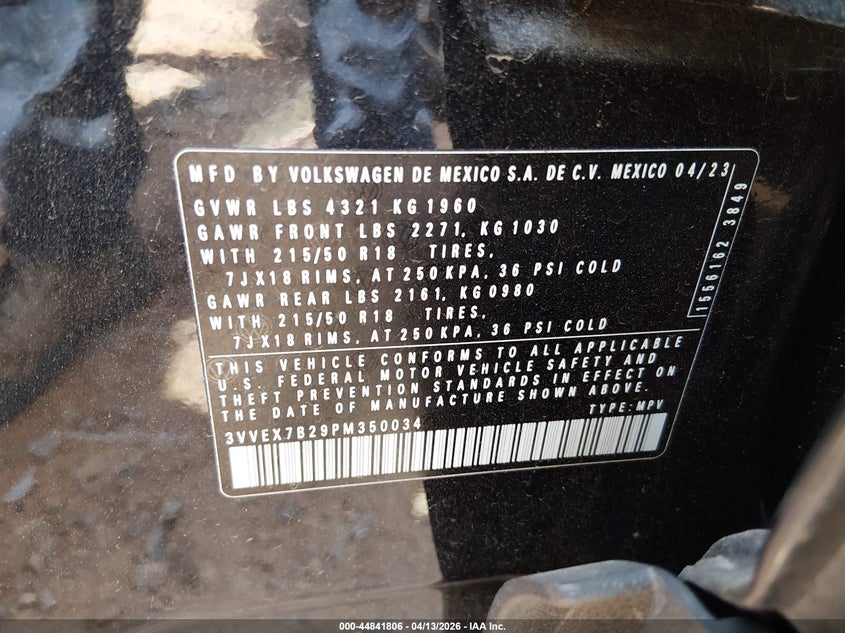 MFD BY VOLKSWAGEN DE MEXICO S.A. DE C.V. MEXICO 04/23
GVWR LBS 4321 KG 1960
GAWR FRONT LBS 2271, KG 1030
WITH 215/50 R18 TIRES,
7JX18 RIMS, AT 250 KPA, 36 PSI COLD
GAWR REAR LBS 2161, KG 0980
WITH 215/50 R18 TIRES,
7JX18 RIMS, AT 250 KPA, 36 PSI COLD
1556162 3849
THIS VEHICLE CONFORMS TO ALL APPLICABLE
U.S. FEDERAL MOTOR VEHICLE SAFETY AND
THEFT PREVENTION STANDARDS IN EFFECT ON
THE DATE OF MANUFACTURE SHOWN ABOVE.
3VVEX7B29PM350034 TYPE: MPV
000-44841806 | 04/13/2026 | IAA Inc.